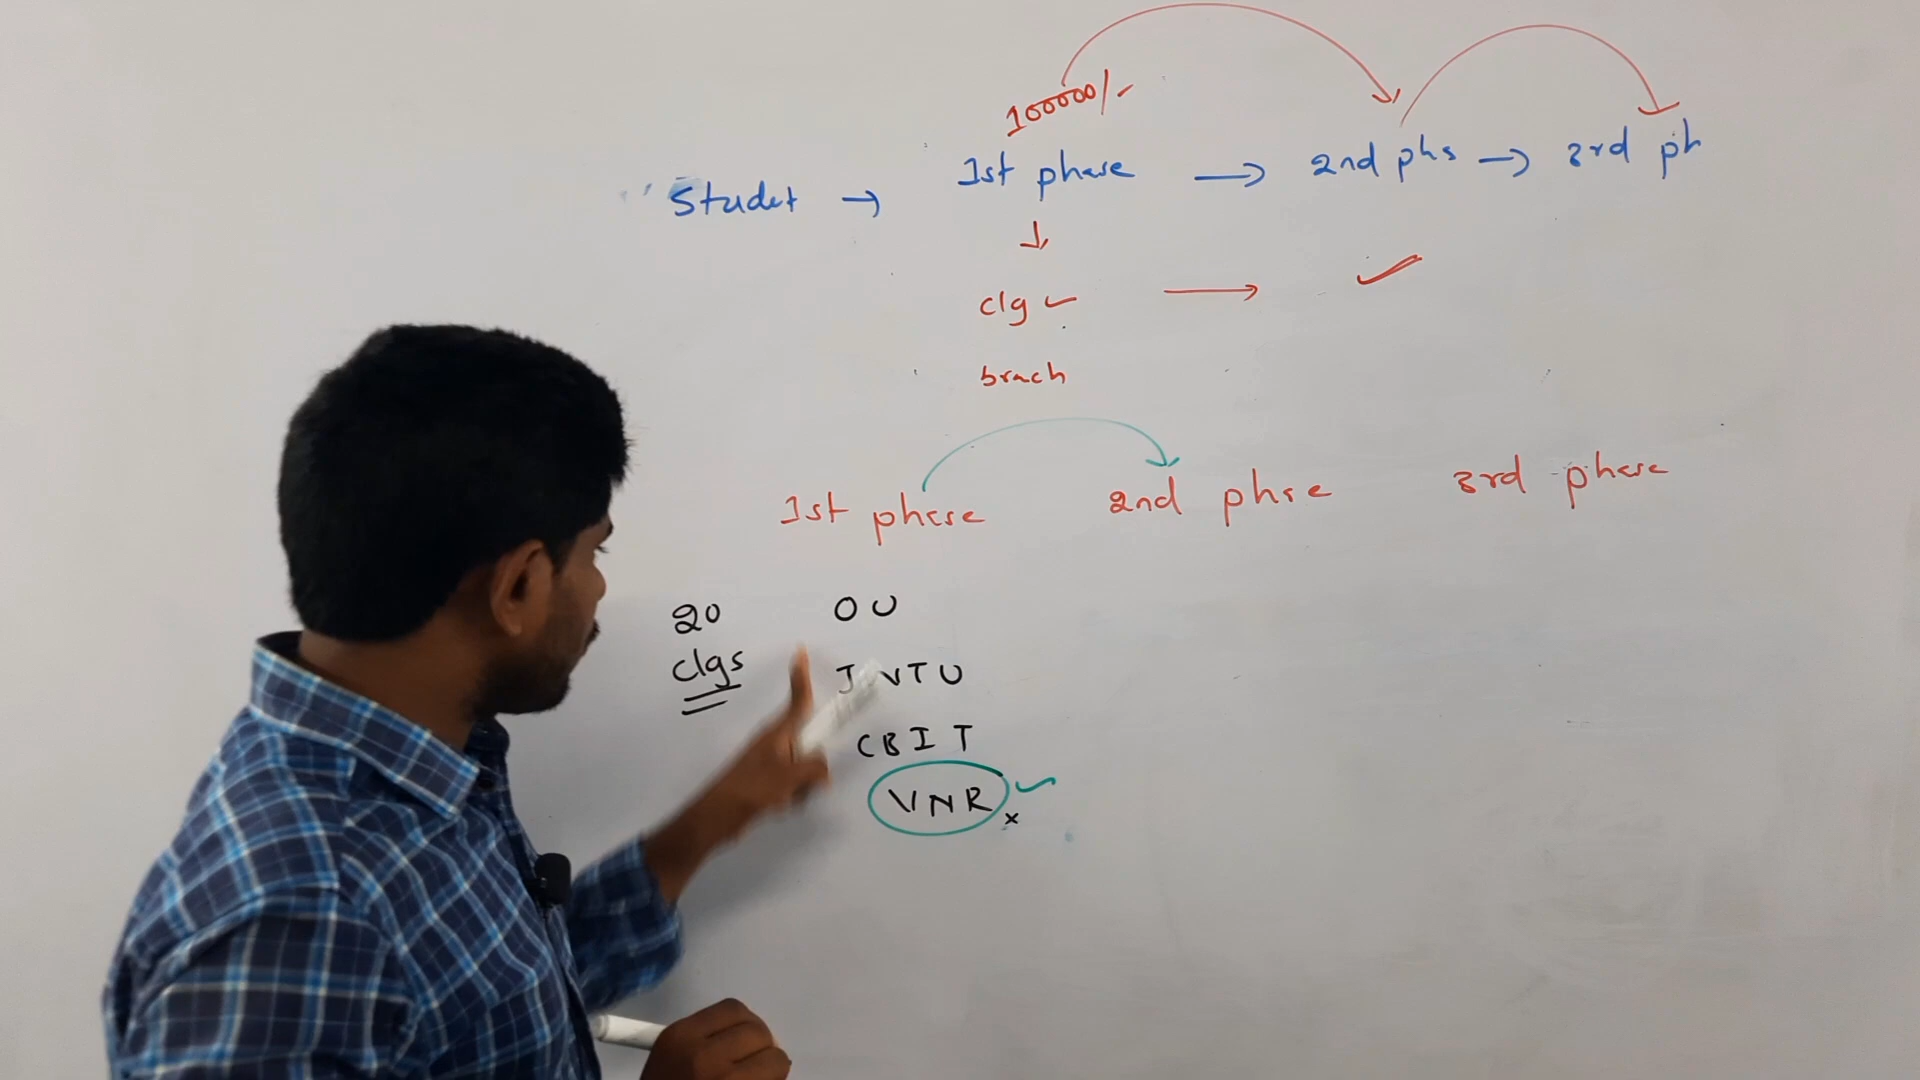 100000/-
Studet → 1st phase → 2nd phs → 3rd ph
↓
clg ✓ → ✓
brach
1st phase 2nd phse 3rd phase
20 OU
clgs JNTU
CBIT
VNR ✓ x